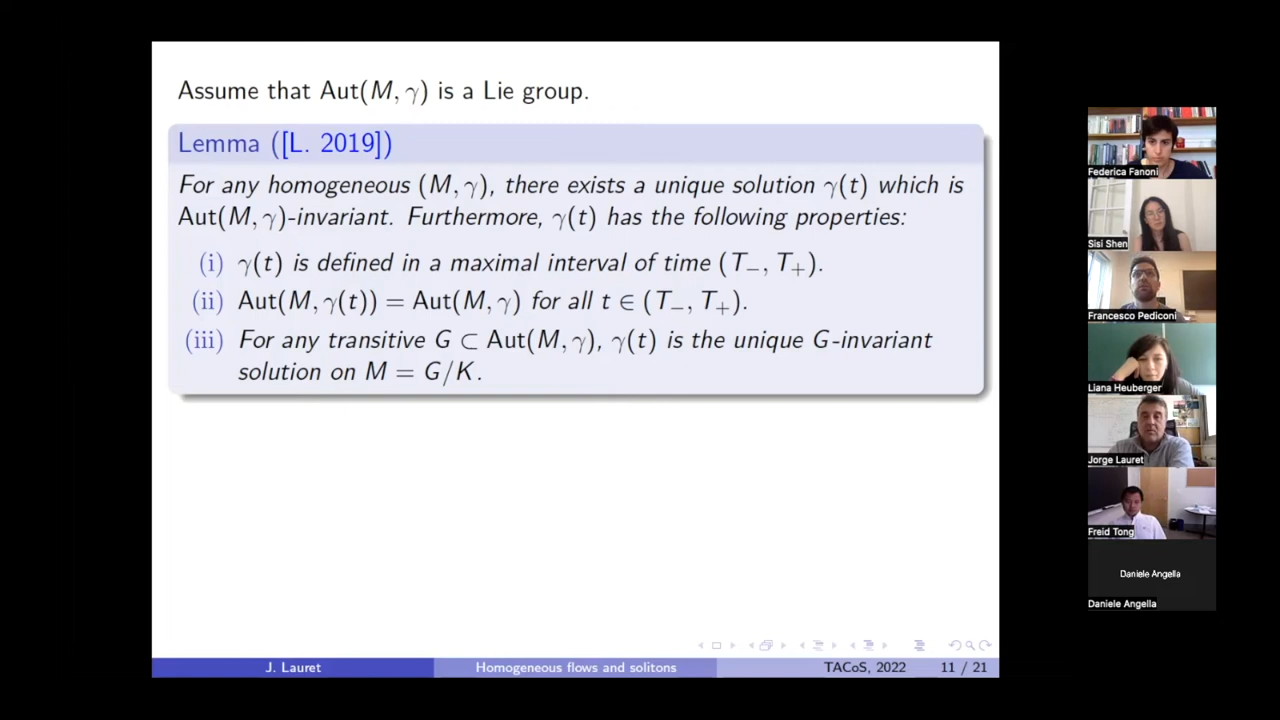 Assume that Aut(M, γ) is a Lie group.
Lemma ([L. 2019])
For any homogeneous (M, γ), there exists a unique solution γ(t) which is
Aut(M, γ)-invariant. Furthermore, γ(t) has the following properties:
(i) γ(t) is defined in a maximal interval of time (T₋, T₊).
(ii) Aut(M, γ(t)) = Aut(M, γ) for all t ∈ (T₋, T₊).
(iii) For any transitive G ⊂ Aut(M, γ), γ(t) is the unique G-invariant
solution on M = G/K.
J. Lauret Homogeneous flows and solitons TACoS, 2022 11 / 21
Federica Fanoni
Sisi Shen
Francesco Pediconi
Liana Heuberger
Jorge Lauret
Freid Tong
Daniele Angella
Daniele Angella